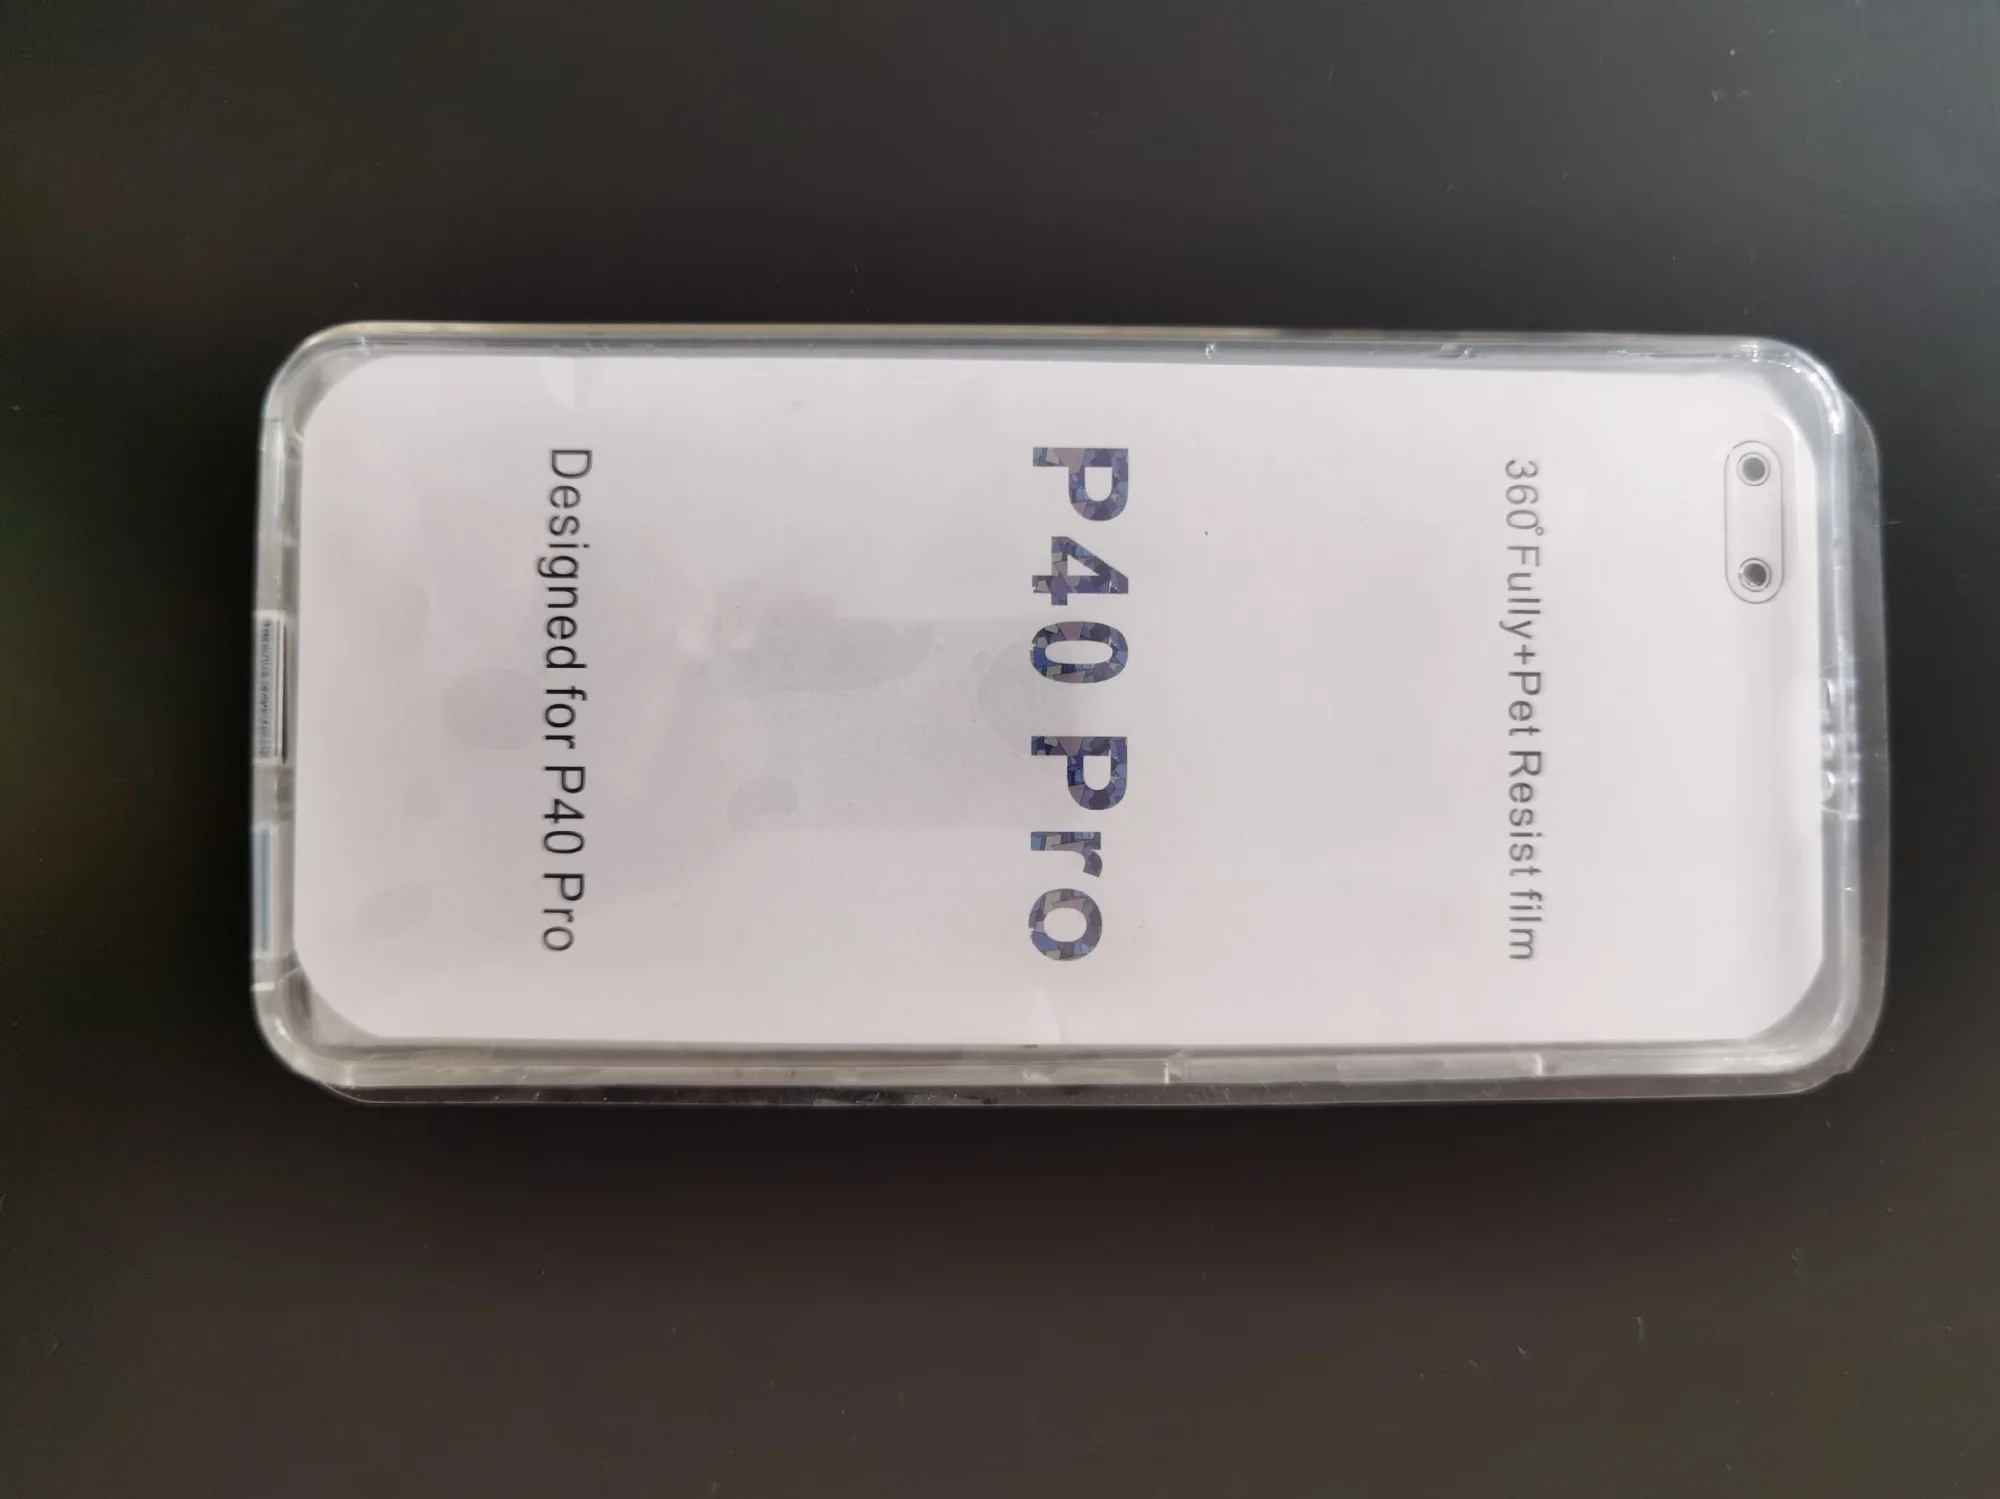 360° Fully+Pet Resist film
P40 Pro
Designed for P40 Pro